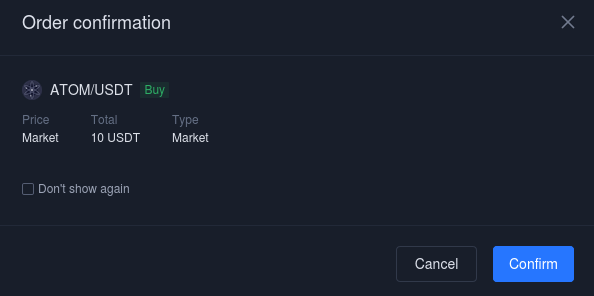 Order confirmation
ATOM/USDT Buy
Price Total Type
Market 10 USDT Market
Don't show again
Cancel Confirm